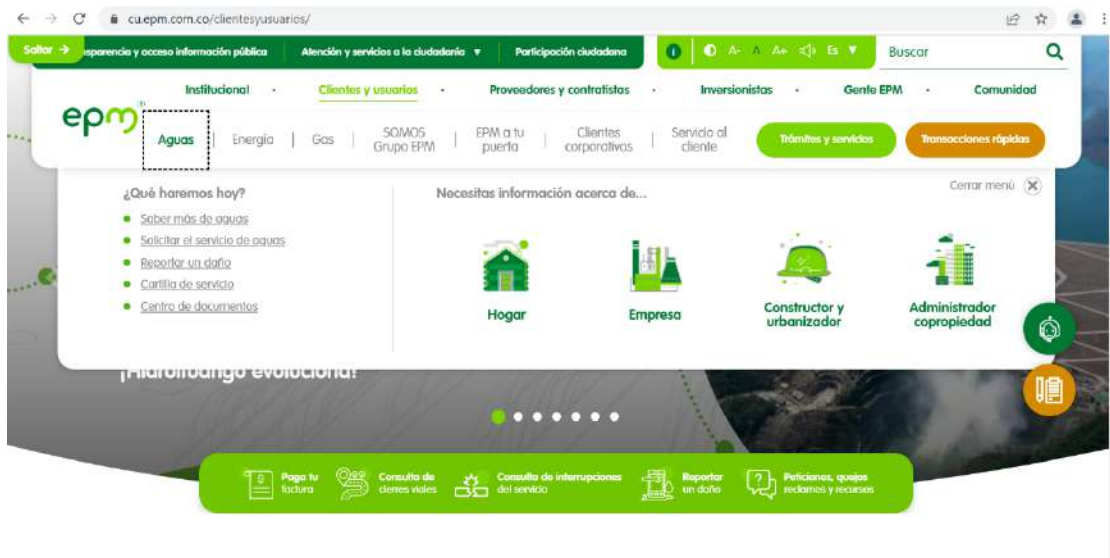 cu.epm.com.co/clientesyusuarios/
Saltar → nsparencia y acceso información pública Atención y servicios a la ciudadanía ▼ Participación ciudadana i A- A A+ Es ▼ Buscar
Institucional · Clientes y usuarios · Proveedores y contratistas · Inversionistas · Gente EPM · Comunidad
epm®
Aguas | Energía | Gas | SOMOS Grupo EPM | EPM a tu puerta | Clientes corporativos | Servicio al cliente Trámites y servicios Transacciones rápidas
Cerrar menú
¿Qué haremos hoy?
Saber más de aguas
Solicitar el servicio de aguas
Reportar un daño
Cartilla de servicio
Centro de documentos
Necesitas información acerca de...
Hogar
Empresa
Constructor y
urbanizador
Administrador
copropiedad
¡Hidroituango evoluciona!
Paga tu
factura
Consulta de
cierres viales
Consulta de interrupciones
del servicio
Reportar
un daño
Peticiones, quejas
reclamos y recursos